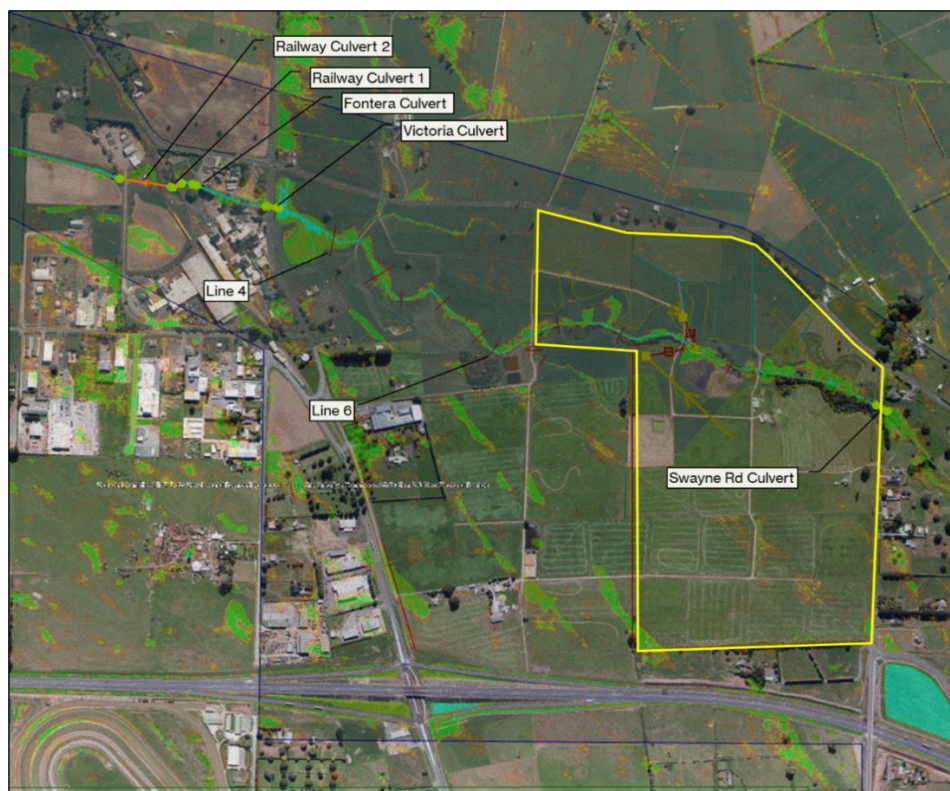 Railway Culvert 2
Railway Culvert 1
Fontera Culvert
Victoria Culvert
Line 4
Line 6
Swayne Rd Culvert